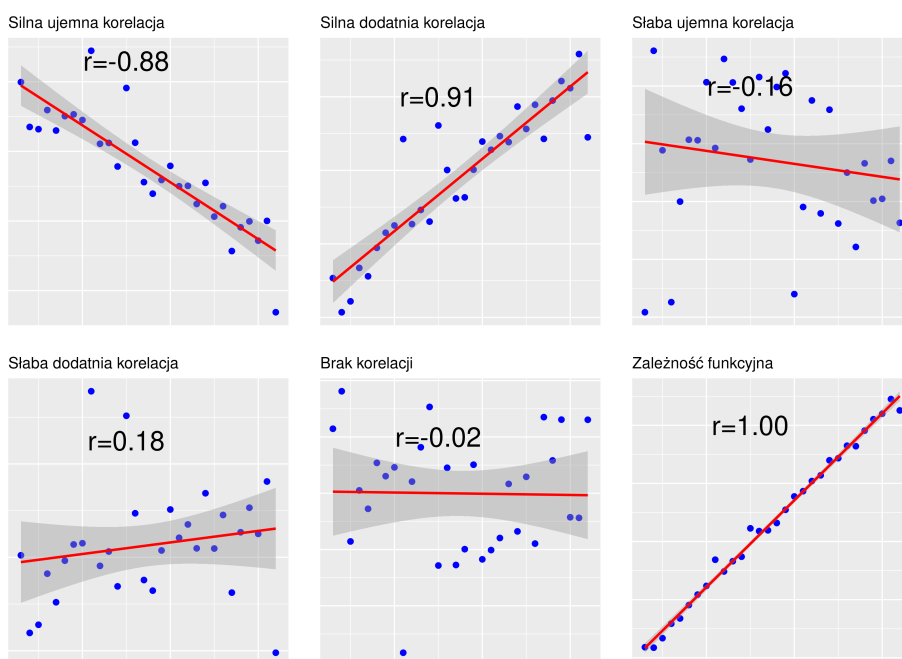 Silna ujemna korelacja
r=-0.88
Silna dodatnia korelacja
r=0.91
Słaba ujemna korelacja
r=-0.16
Słaba dodatnia korelacja
r=0.18
Brak korelacji
r=-0.02
Zależność funkcyjna
r=1.00